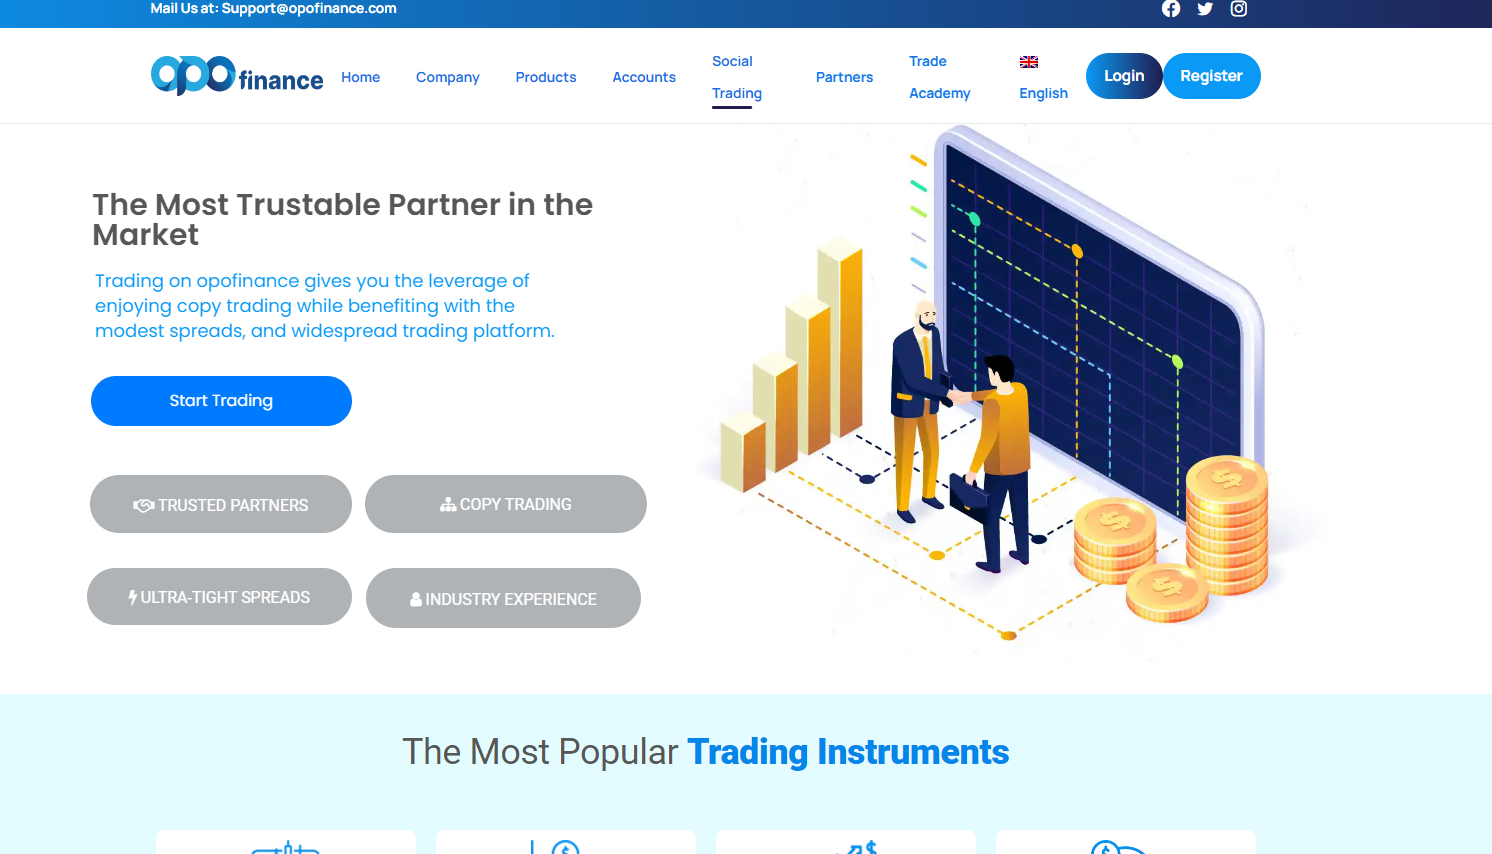 Mail Us at: Support@opofinance.com
opo finance
Home
Company
Products
Accounts
Social
Trading
Partners
Trade
Academy
English
Login
Register
The Most Trustable Partner in the
Market
Trading on opofinance gives you the leverage of
enjoying copy trading while benefiting with the
modest spreads, and widespread trading platform.
Start Trading
TRUSTED PARTNERS
COPY TRADING
ULTRA-TIGHT SPREADS
INDUSTRY EXPERIENCE
The Most Popular Trading Instruments